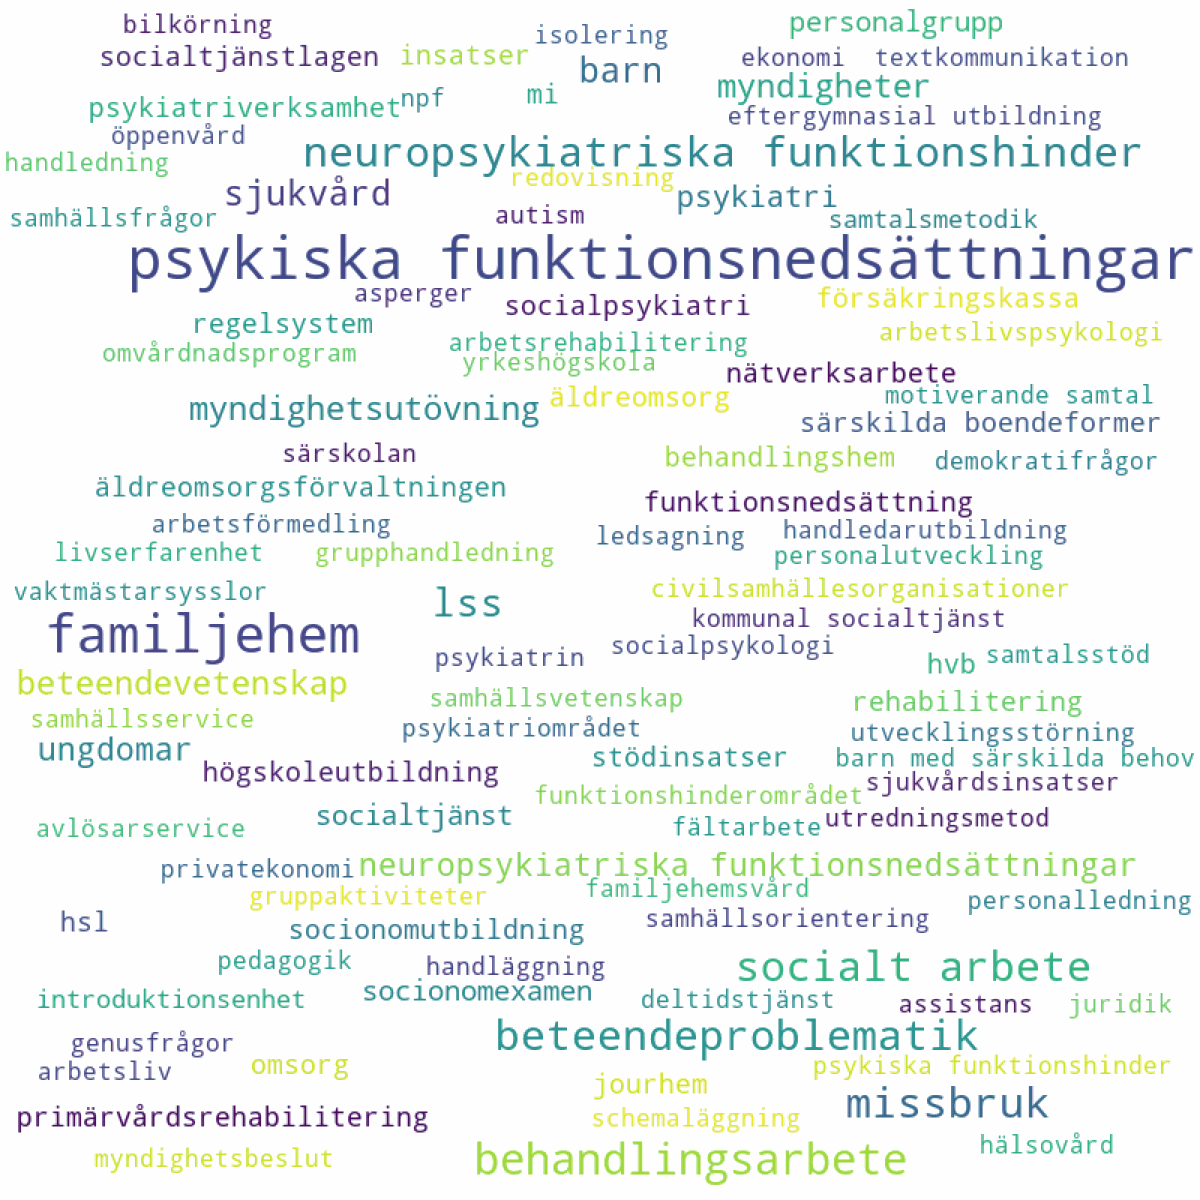 bilkörning
isolering
personalgrupp
socialtjänstlagen
insatser
barn
ekonomi
textkommunikation
psykiatriverksamhet
npf
mi
myndigheter
öppenvård
eftergymnasial utbildning
handledning
neuropsykiatriska funktionshinder
redovisning
sjukvård
psykiatri
samhällsfrågor
autism
samtalsmetodik
psykiska funktionsnedsättningar
asperger
socialpsykiatri
försäkringskassa
regelsystem
arbetsrehabilitering
arbetslivspsykologi
omvårdnadsprogram
yrkeshögskola
nätverksarbete
myndighetsutövning
äldreomsorg
motiverande samtal
särskilda boendeformer
särskolan
behandlingshem
demokratifrågor
äldreomsorgsförvaltningen
funktionsnedsättning
arbetsförmedling
ledsagning
handledarutbildning
livserfarenhet
grupphandledning
personalutveckling
vaktmästarsysslor
lss
civilsamhällesorganisationer
familjehem
kommunal socialtjänst
psykiatrin
socialpsykologi
hvb
samtalsstöd
beteendevetenskap
samhällsvetenskap
rehabilitering
samhällsservice
psykiatriområdet
utvecklingsstörning
ungdomar
stödinsatser
barn med särskilda behov
högskoleutbildning
sjukvårdsinsatser
funktionshinderområdet
avlösarservice
socialtjänst
fältarbete
utredningsmetod
privatekonomi
neuropsykiatriska funktionsnedsättningar
gruppaktiviteter
familjehemsvård
personalledning
hsl
socionomutbildning
samhällsorientering
pedagogik
handläggning
socialt arbete
introduktionsenhet
socionomexamen
deltidstjänst
assistans
juridik
genusfrågor
beteendeproblematik
arbetsliv
omsorg
psykiska funktionshinder
jourhem
primärvårdsrehabilitering
schemaläggning
missbruk
myndighetsbeslut
behandlingsarbete
hälsovård